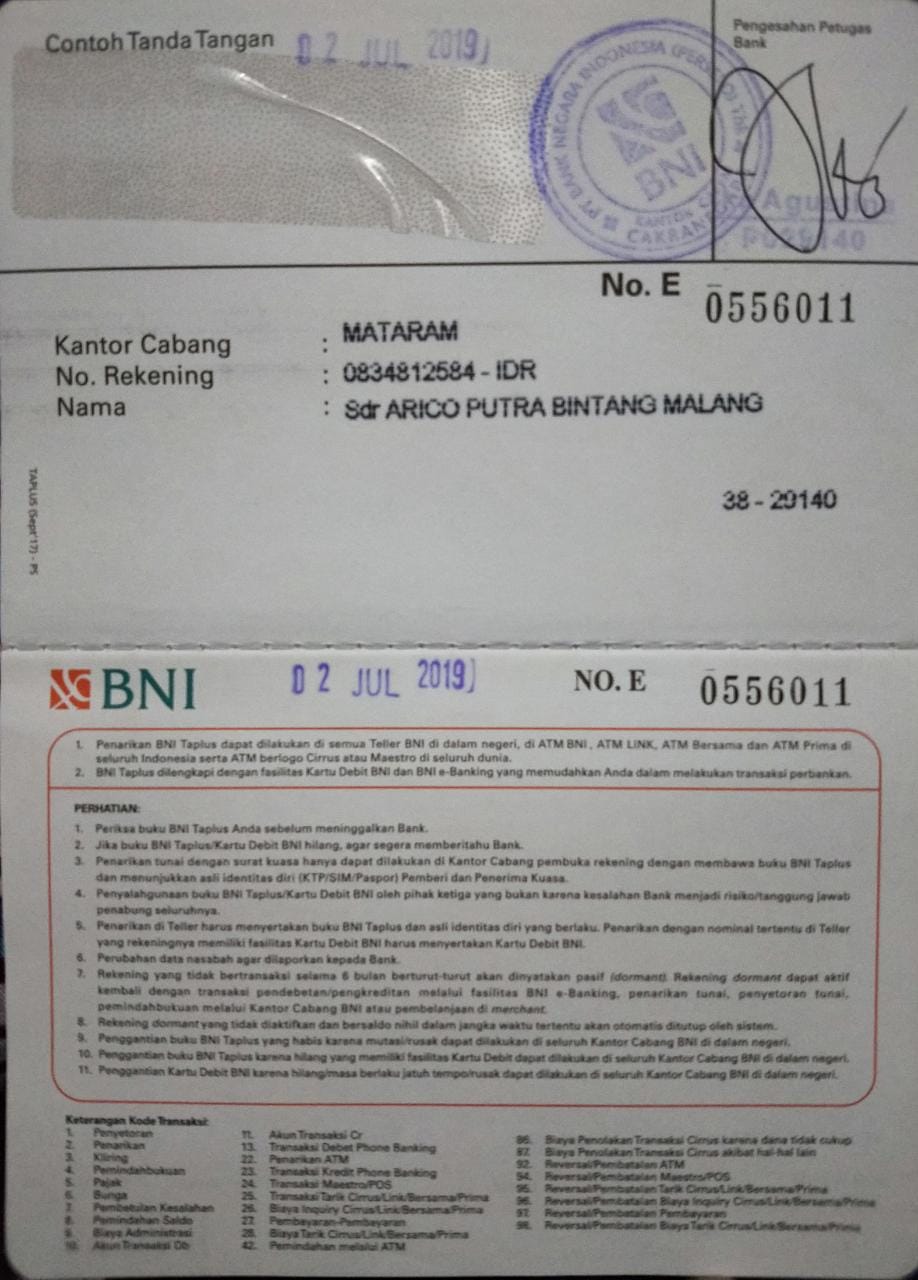 Contoh Tanda Tangan
02 JUL 2019
Pengesahan Petugas
Bank
PT BANK NEGARA INDONESIA (PERSERO) Tbk
BNI
KANTOR
No. E 0556011
Kantor Cabang : MATARAM
No. Rekening : 0834812584 - IDR
Nama : Sdr ARICO PUTRA BINTANG MALANG
38 - 29140
TAPLUS (Sept'17) - PS
BNI 02 JUL 2019 NO. E 0556011
1. Penarikan BNI Taplus dapat dilakukan di semua Teller BNI di dalam negeri, di ATM BNI , ATM LINK, ATM Bersama dan ATM Prima di
seluruh Indonesia serta ATM berlogo Cirrus atau Maestro di seluruh dunia.
2. BNI Taplus dilengkapi dengan fasilitas Kartu Debit BNI dan BNI e-Banking yang memudahkan Anda dalam melakukan transaksi perbankan.
PERHATIAN:
1. Periksa buku BNI Taplus Anda sebelum meninggalkan Bank.
2. Jika buku BNI Taplus/Kartu Debit BNI hilang, agar segera memberitahu Bank.
3. Penarikan tunai dengan surat kuasa hanya dapat dilakukan di Kantor Cabang pembuka rekening dengan membawa buku BNI Taplus
dan menunjukkan asli identitas diri (KTP/SIM/Paspor) Pemberi dan Penerima Kuasa.
4. Penyalahgunaan buku BNI Taplus/Kartu Debit BNI oleh pihak ketiga yang bukan karena kesalahan Bank menjadi risiko/tanggung jawab
penabung seluruhnya.
5. Penarikan di Teller harus menyertakan buku BNI Taplus dan asli identitas diri yang berlaku. Penarikan dengan nominal tertentu di Teller
yang rekeningnya memiliki fasilitas Kartu Debit BNI harus menyertakan Kartu Debit BNI.
6. Perubahan data nasabah agar dilaporkan kepada Bank.
7. Rekening yang tidak bertransaksi selama 6 bulan berturut-turut akan dinyatakan pasif (dormant). Rekening dormant dapat aktif
kembali dengan transaksi pendebetan/pengkreditan melalui fasilitas BNI e-Banking, penarikan tunai, penyetoran tunai,
pemindahbukuan melalui Kantor Cabang BNI atau pembelanjaan di merchant.
8. Rekening dormant yang tidak diaktifkan dan bersaldo nihil dalam jangka waktu tertentu akan otomatis ditutup oleh sistem.
9. Penggantian buku BNI Taplus yang habis karena mutasi/rusak dapat dilakukan di seluruh Kantor Cabang BNI di dalam negeri.
10. Penggantian buku BNI Taplus karena hilang yang memiliki fasilitas Kartu Debit dapat dilakukan di seluruh Kantor Cabang BNI di dalam negeri.
11. Penggantian Kartu Debit BNI karena hilang/masa berlaku jatuh tempo/rusak dapat dilakukan di seluruh Kantor Cabang BNI di dalam negeri.
Keterangan Kode Transaksi:
1. Penyetoran
2. Penarikan
3. Kliring
4. Pemindahbukuan
5. Pajak
6. Bunga
7. Pembetulan Kesalahan
8. Pemindahan Saldo
9. Biaya Administrasi
10. Akun Transaksi Db
11. Akun Transaksi Cr
13. Transaksi Debet Phone Banking
22. Penarikan ATM
23. Transaksi Kredit Phone Banking
24. Transaksi Maestro/POS
25. Transaksi Tarik Cirrus/Link/Bersama/Prima
26. Biaya Inquiry Cirrus/Link/Bersama/Prima
27. Pembayaran-Pembayaran
28. Biaya Tarik Cirrus/Link/Bersama/Prima
42. Pemindahan melalui ATM
86. Biaya Penolakan Transaksi Cirrus karena dana tidak cukup
87. Biaya Penolakan Transaksi Cirrus akibat hal-hal lain
92. Reversal/Pembatalan ATM
94. Reversal/Pembatalan Maestro/POS
95. Reversal/Pembatalan Tarik Cirrus/Link/Bersama/Prima
96. Reversal/Pembatalan Biaya Inquiry Cirrus/Link/Bersama/Prima
97. Reversal/Pembatalan Pembayaran
98. Reversal/Pembatalan Biaya Tarik Cirrus/Link/Bersama/Prima